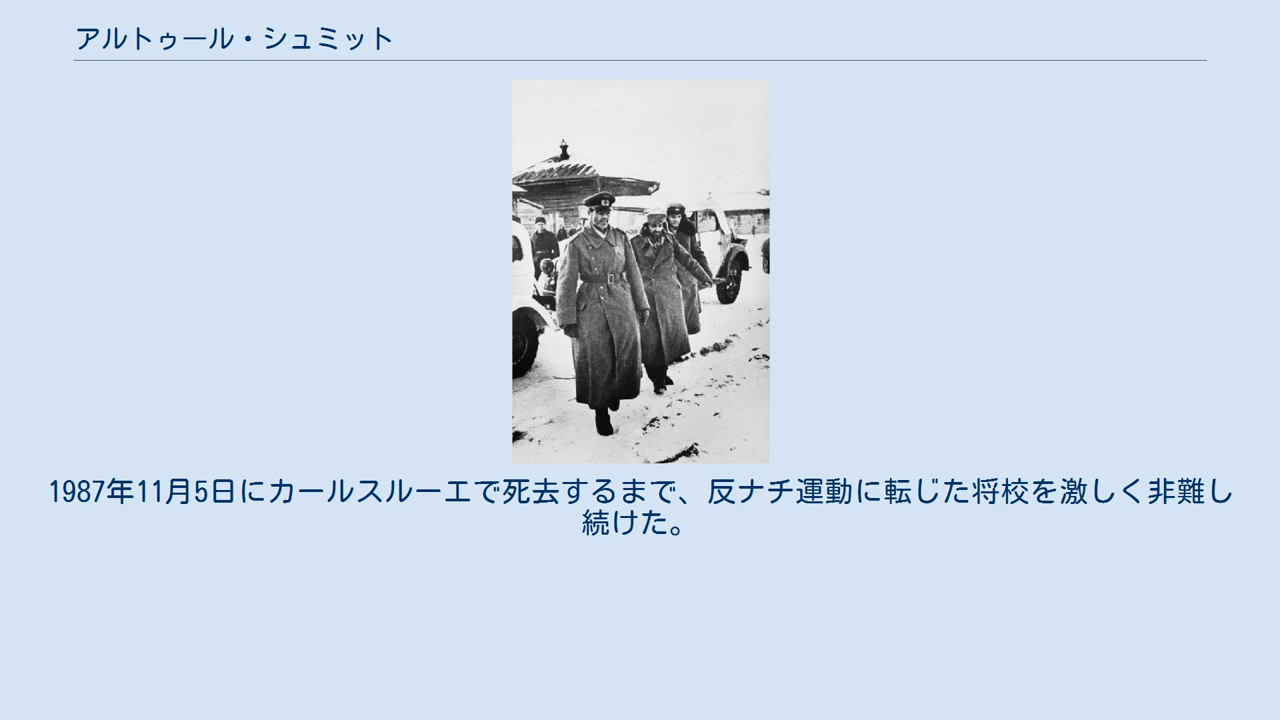 アルトゥール・シュミット
1987年11月5日にカールスルーエで死去するまで、反ナチ運動に転じた将校を激しく非難し
続けた。